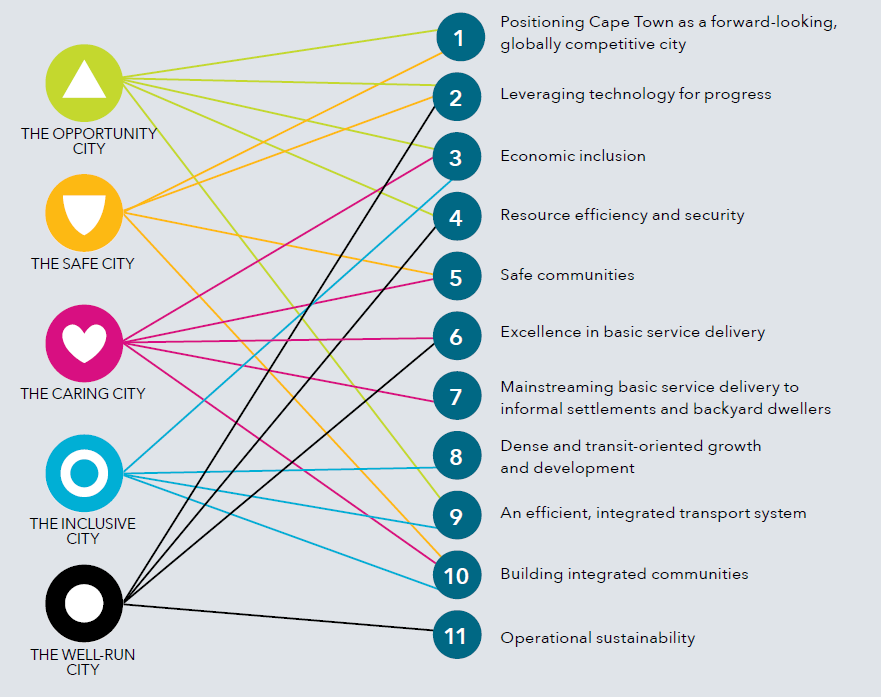 THE OPPORTUNITY
CITY
THE SAFE CITY
THE CARING CITY
THE INCLUSIVE
CITY
THE WELL-RUN
CITY
1 Positioning Cape Town as a forward-looking,
globally competitive city
2 Leveraging technology for progress
3 Economic inclusion
4 Resource efficiency and security
5 Safe communities
6 Excellence in basic service delivery
7 Mainstreaming basic service delivery to
informal settlements and backyard dwellers
8 Dense and transit-oriented growth
and development
9 An efficient, integrated transport system
10 Building integrated communities
11 Operational sustainability